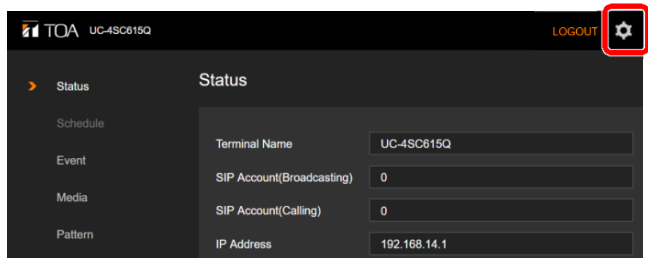 TOA UC-4SC615Q LOGOUT
Status
Status
Schedule
Terminal Name UC-4SC615Q
Event
SIP Account(Broadcasting) 0
Media
SIP Account(Calling) 0
Pattern
IP Address 192.168.14.1